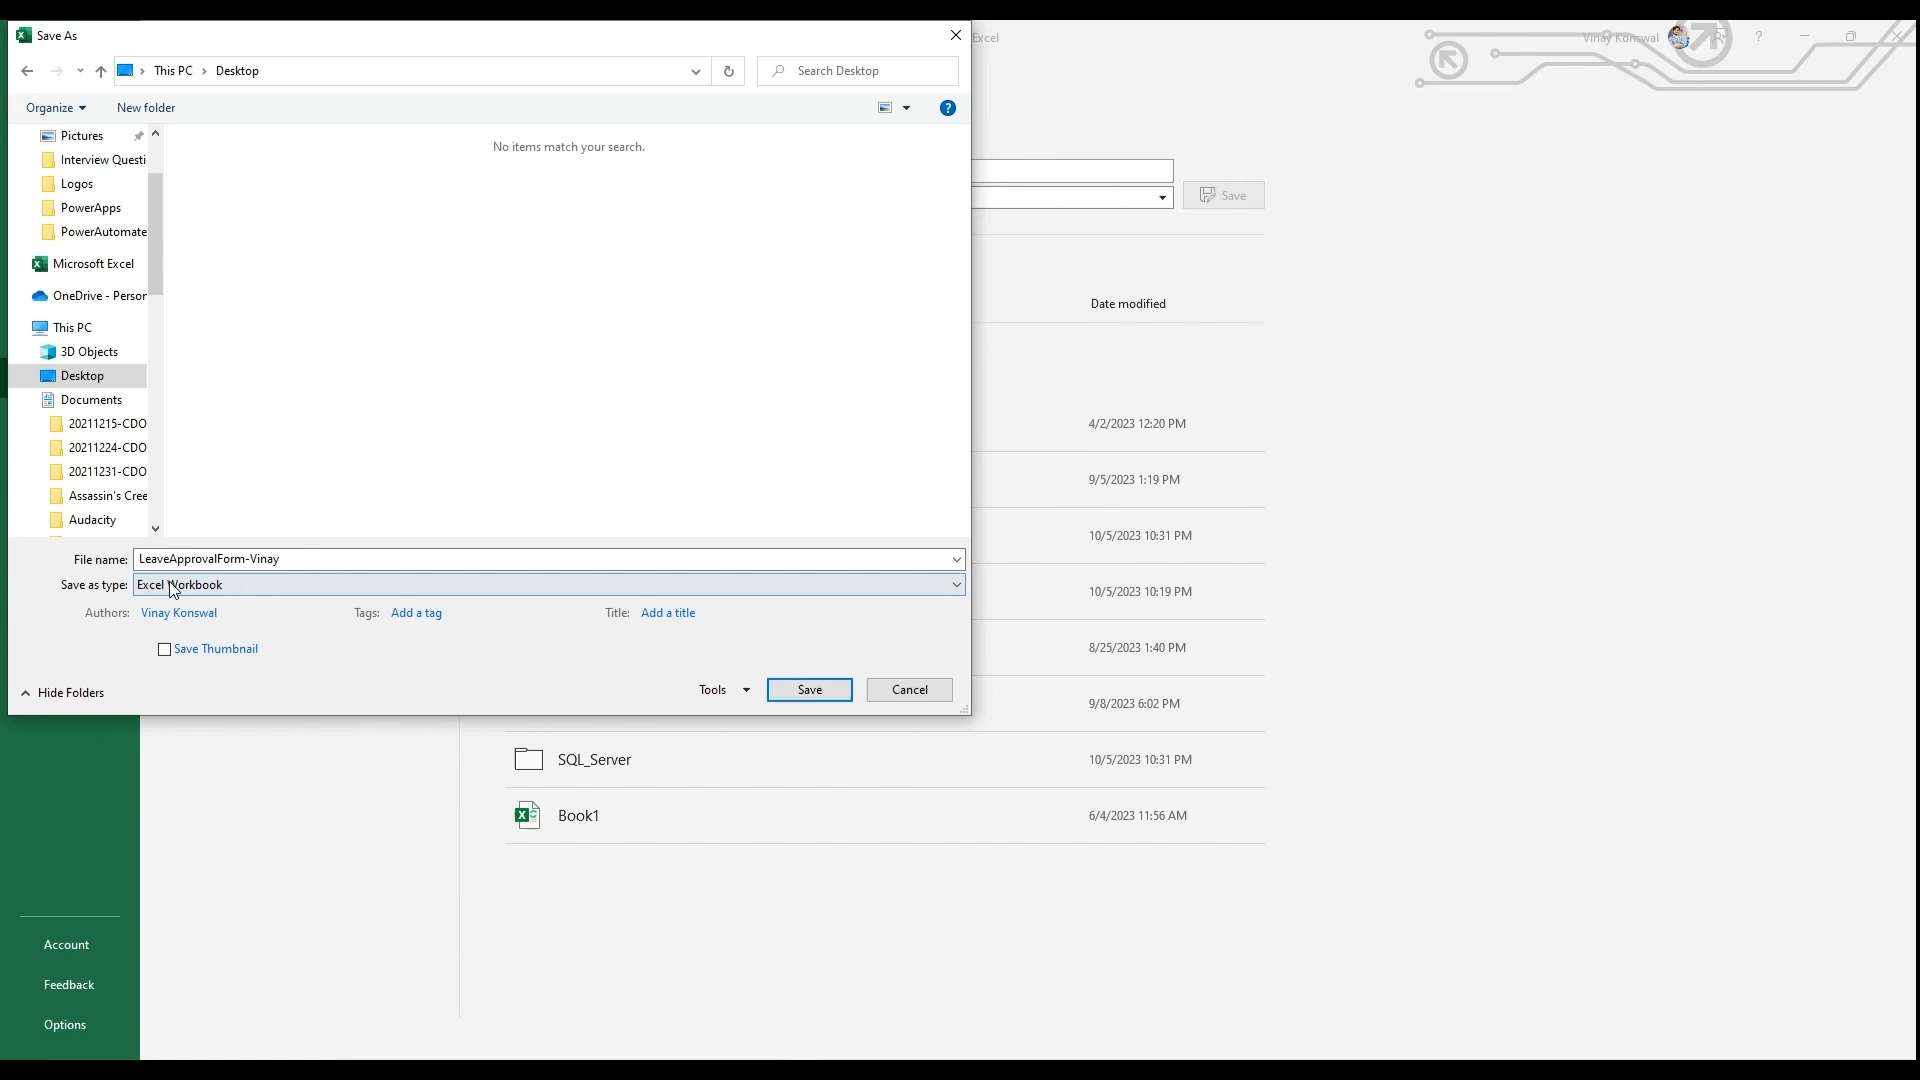 Save As
Excel
Vinay Konswal
?
This PC
Desktop
Search Desktop
Organize
New folder
?
Pictures
No items match your search.
Interview Questi
Logos
PowerApps
PowerAutomate
Save
Microsoft Excel
OneDrive - Person
Date modified
This PC
3D Objects
Desktop
Documents
20211215-CDO
20211224-CDO
20211231-CDO
Assassin's Cree
Audacity
4/2/2023 12:20 PM
9/5/2023 1:19 PM
10/5/2023 10:31 PM
File name: LeaveApprovalForm-Vinay
Save as type: Excel Workbook
10/5/2023 10:19 PM
Authors: Vinay Konswal
Tags: Add a tag
Title: Add a title
Save Thumbnail
8/25/2023 1:40 PM
Hide Folders
Tools
Save
Cancel
9/8/2023 6:02 PM
SQL_Server
10/5/2023 10:31 PM
Book1
6/4/2023 11:56 AM
Account
Feedback
Options